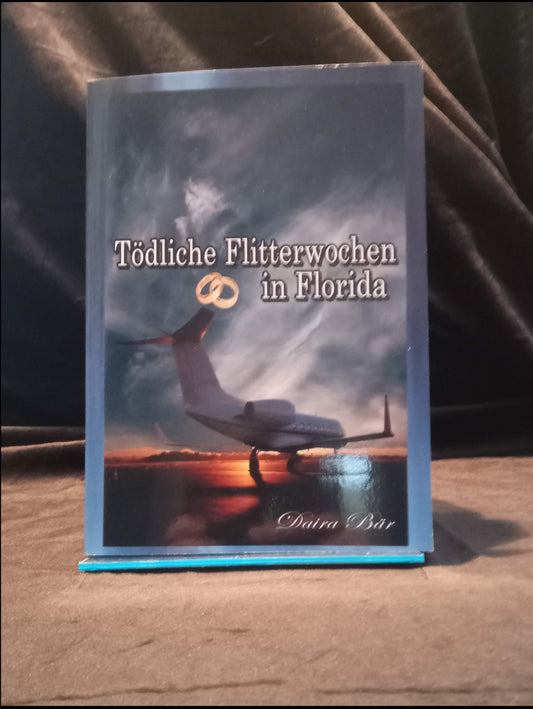 Tödliche Flitterwochen
in Florida
Daira Bär